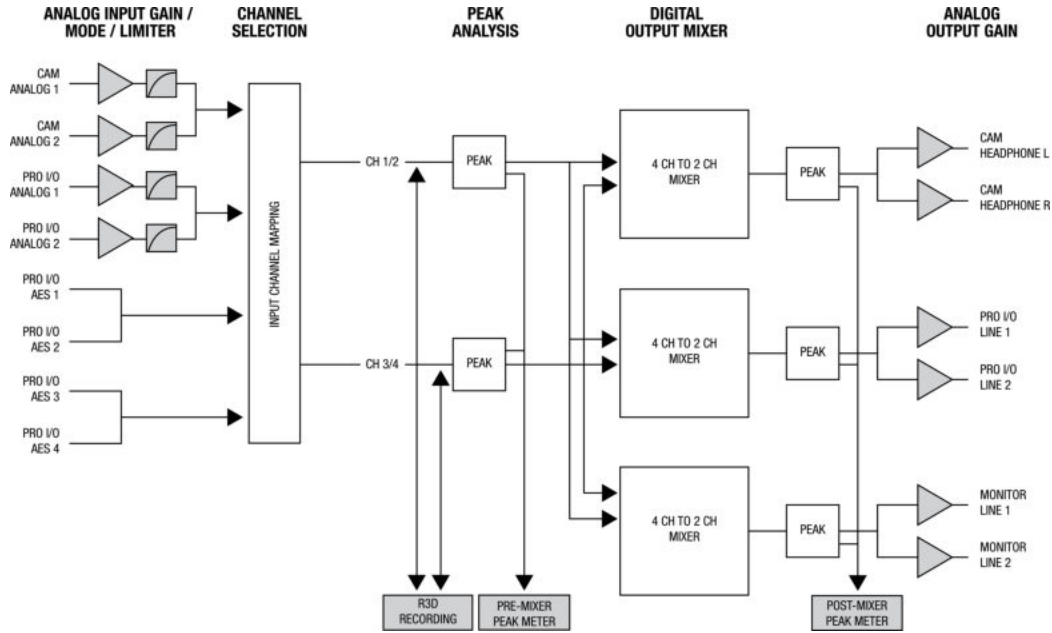 ANALOG INPUT GAIN /
MODE / LIMITER
CHANNEL
SELECTION
PEAK
ANALYSIS
DIGITAL
OUTPUT MIXER
ANALOG
OUTPUT GAIN
CAM
ANALOG 1
CAM
ANALOG 2
PRO I/O
ANALOG 1
PRO I/O
ANALOG 2
PRO I/O
AES 1
PRO I/O
AES 2
PRO I/O
AES 3
PRO I/O
AES 4
INPUT CHANNEL MAPPING
CH 1/2
CH 3/4
PEAK
PEAK
R3D
RECORDING
PRE-MIXER
PEAK METER
4 CH TO 2 CH
MIXER
4 CH TO 2 CH
MIXER
4 CH TO 2 CH
MIXER
PEAK
PEAK
PEAK
POST-MIXER
PEAK METER
CAM
HEADPHONE L
CAM
HEADPHONE R
PRO I/O
LINE 1
PRO I/O
LINE 2
MONITOR
LINE 1
MONITOR
LINE 2